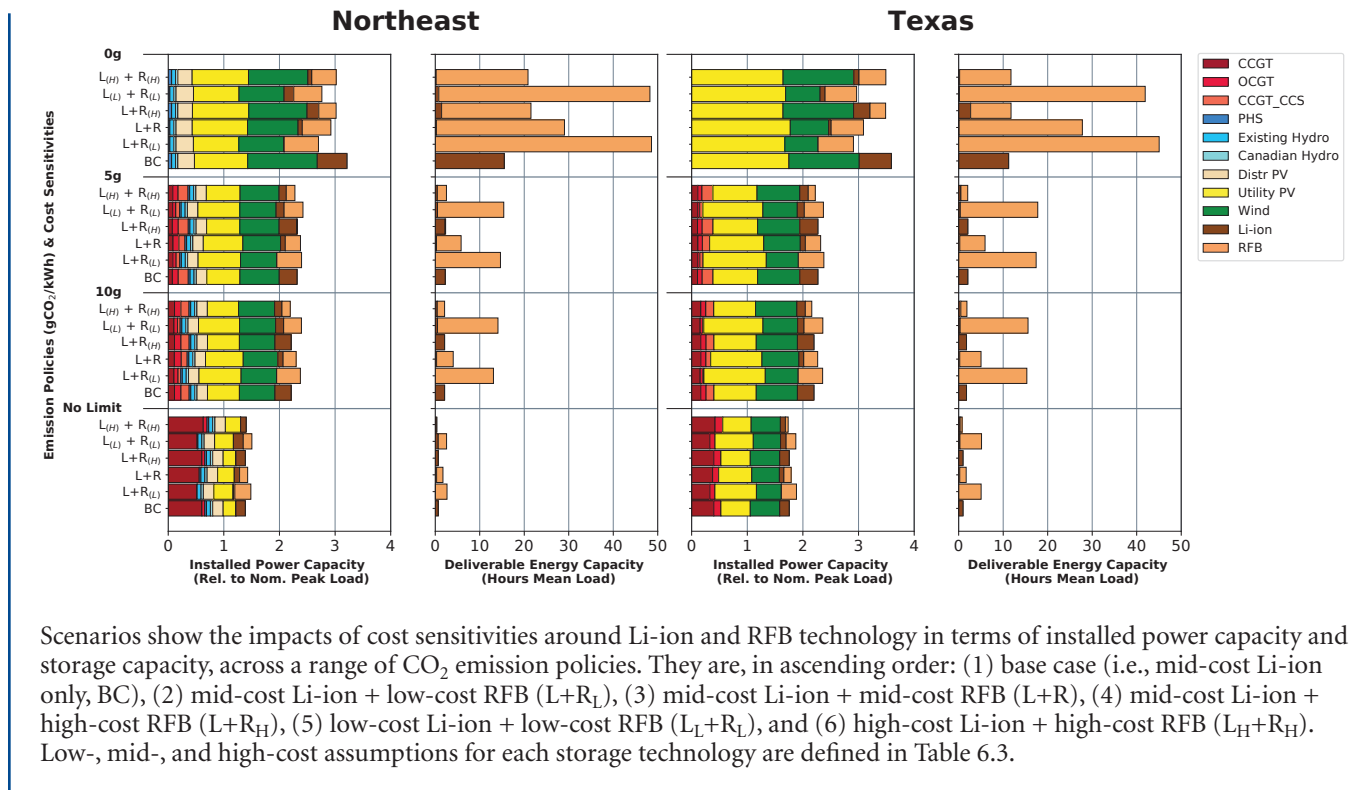 Northeast
Texas
0g
L(H) + R(H)
L(L) + R(L)
L+R(H)
L+R
L+R(L)
BC
5g
L(H) + R(H)
L(L) + R(L)
L+R(H)
L+R
L+R(L)
BC
10g
L(H) + R(H)
L(L) + R(L)
L+R(H)
L+R
L+R(L)
BC
No Limit
L(H) + R(H)
L(L) + R(L)
L+R(H)
L+R
L+R(L)
BC
Emission Policies (gCO2/kWh) & Cost Sensitivities
0 1 2 3 4
Installed Power Capacity
(Rel. to Nom. Peak Load)
0 10 20 30 40 50
Deliverable Energy Capacity
(Hours Mean Load)
0 1 2 3 4
Installed Power Capacity
(Rel. to Nom. Peak Load)
0 10 20 30 40 50
Deliverable Energy Capacity
(Hours Mean Load)
CCGT
OCGT
CCGT_CCS
PHS
Existing Hydro
Canadian Hydro
Distr PV
Utility PV
Wind
Li-ion
RFB
Scenarios show the impacts of cost sensitivities around Li-ion and RFB technology in terms of installed power capacity and
storage capacity, across a range of CO2 emission policies. They are, in ascending order: (1) base case (i.e., mid-cost Li-ion
only, BC), (2) mid-cost Li-ion + low-cost RFB (L+RL), (3) mid-cost Li-ion + mid-cost RFB (L+R), (4) mid-cost Li-ion +
high-cost RFB (L+RH), (5) low-cost Li-ion + low-cost RFB (LL+RL), and (6) high-cost Li-ion + high-cost RFB (LH+RH).
Low-, mid-, and high-cost assumptions for each storage technology are defined in Table 6.3.